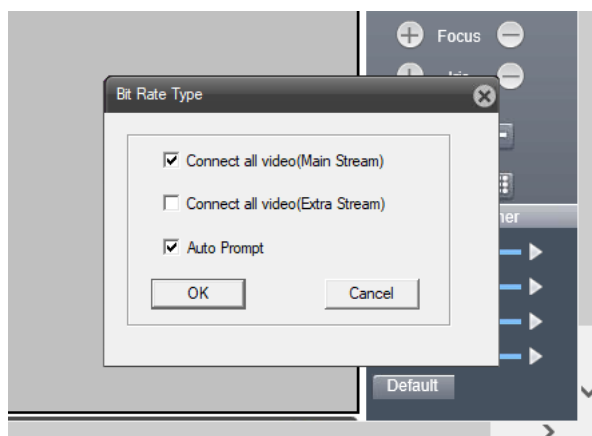 Focus
Bit Rate Type
Connect all video(Main Stream)
Connect all video(Extra Stream)
Auto Prompt
OK
Cancel
Default